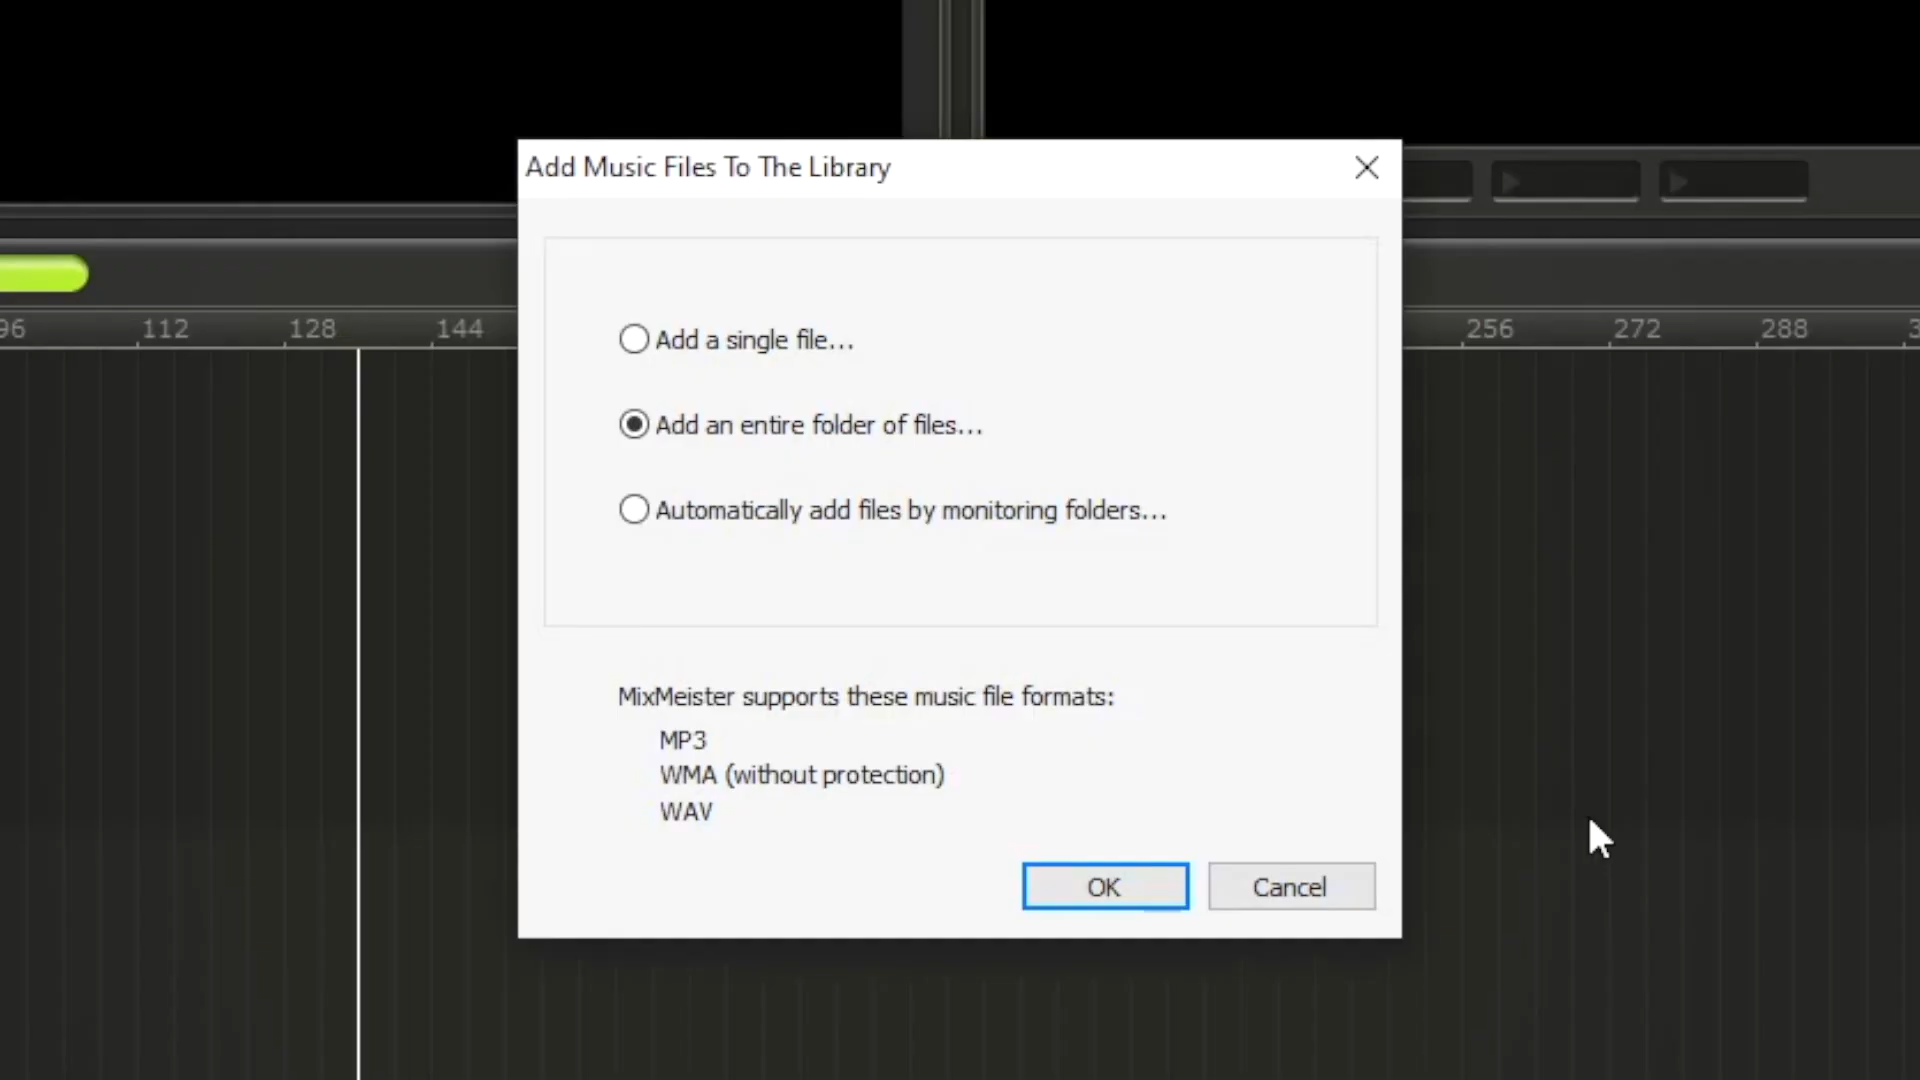 Add Music Files To The Library
96 112 128 144 256 272 288
Add a single file...
Add an entire folder of files...
Automatically add files by monitoring folders...
MixMeister supports these music file formats:
MP3
WMA (without protection)
WAV
OK Cancel